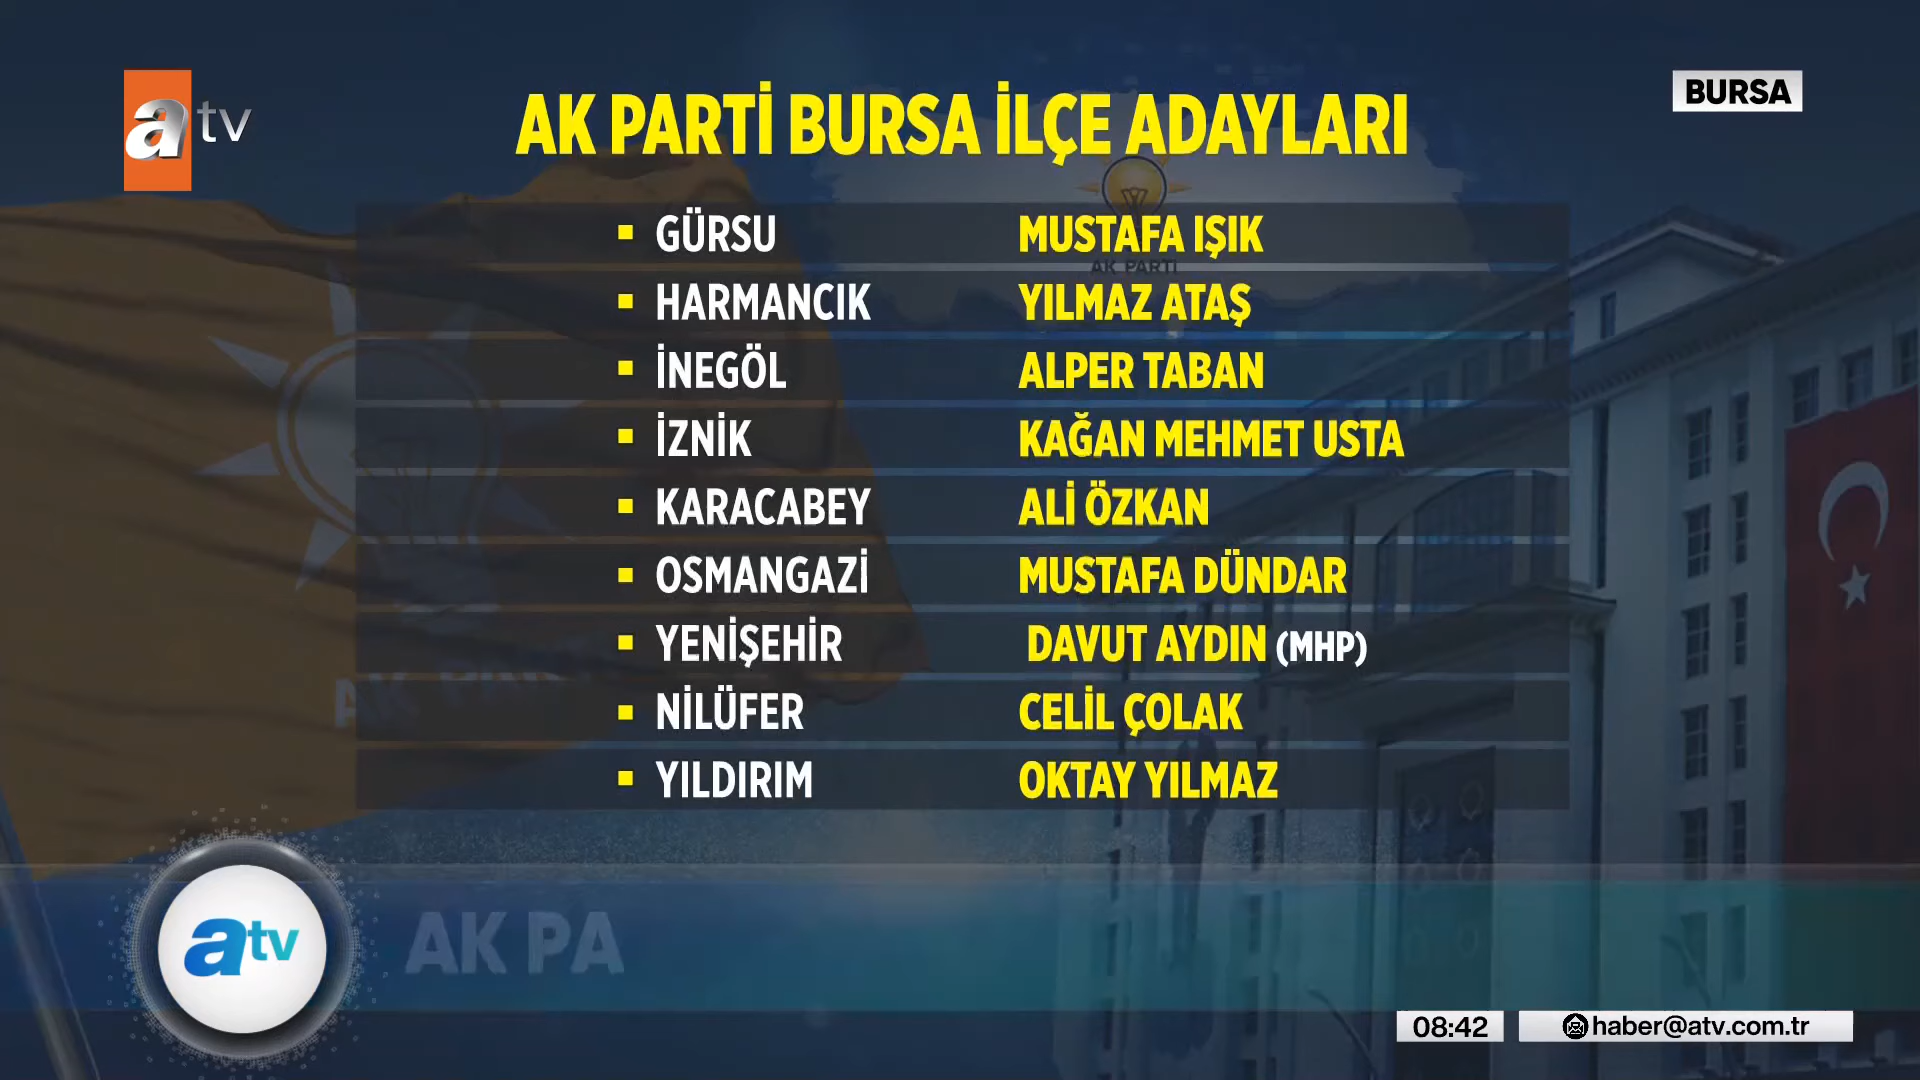 atv
BURSA
AK PARTİ BURSA İLÇE ADAYLARI
GÜRSU MUSTAFA IŞIK
AK PARTİ
HARMANCIK YILMAZ ATAŞ
İNEGÖL ALPER TABAN
İZNİK KAĞAN MEHMET USTA
KARACABEY ALİ ÖZKAN
OSMANGAZİ MUSTAFA DÜNDAR
YENİŞEHİR DAVUT AYDIN (MHP)
NİLÜFER CELİL ÇOLAK
YILDIRIM OKTAY YILMAZ
atv
AK PA
08:42
haber@atv.com.tr